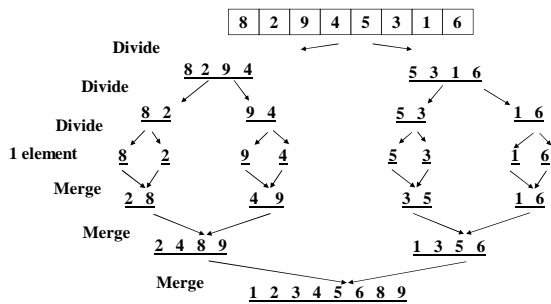 8 2 9 4 5 3 1 6
Divide
8 2 9 4 5 3 1 6
Divide
8 2 9 4 5 3 1 6
Divide
1 element 8 2 9 4 5 3 1 6
Merge 2 8 4 9 3 5 1 6
Merge
2 4 8 9 1 3 5 6
Merge
1 2 3 4 5 6 8 9